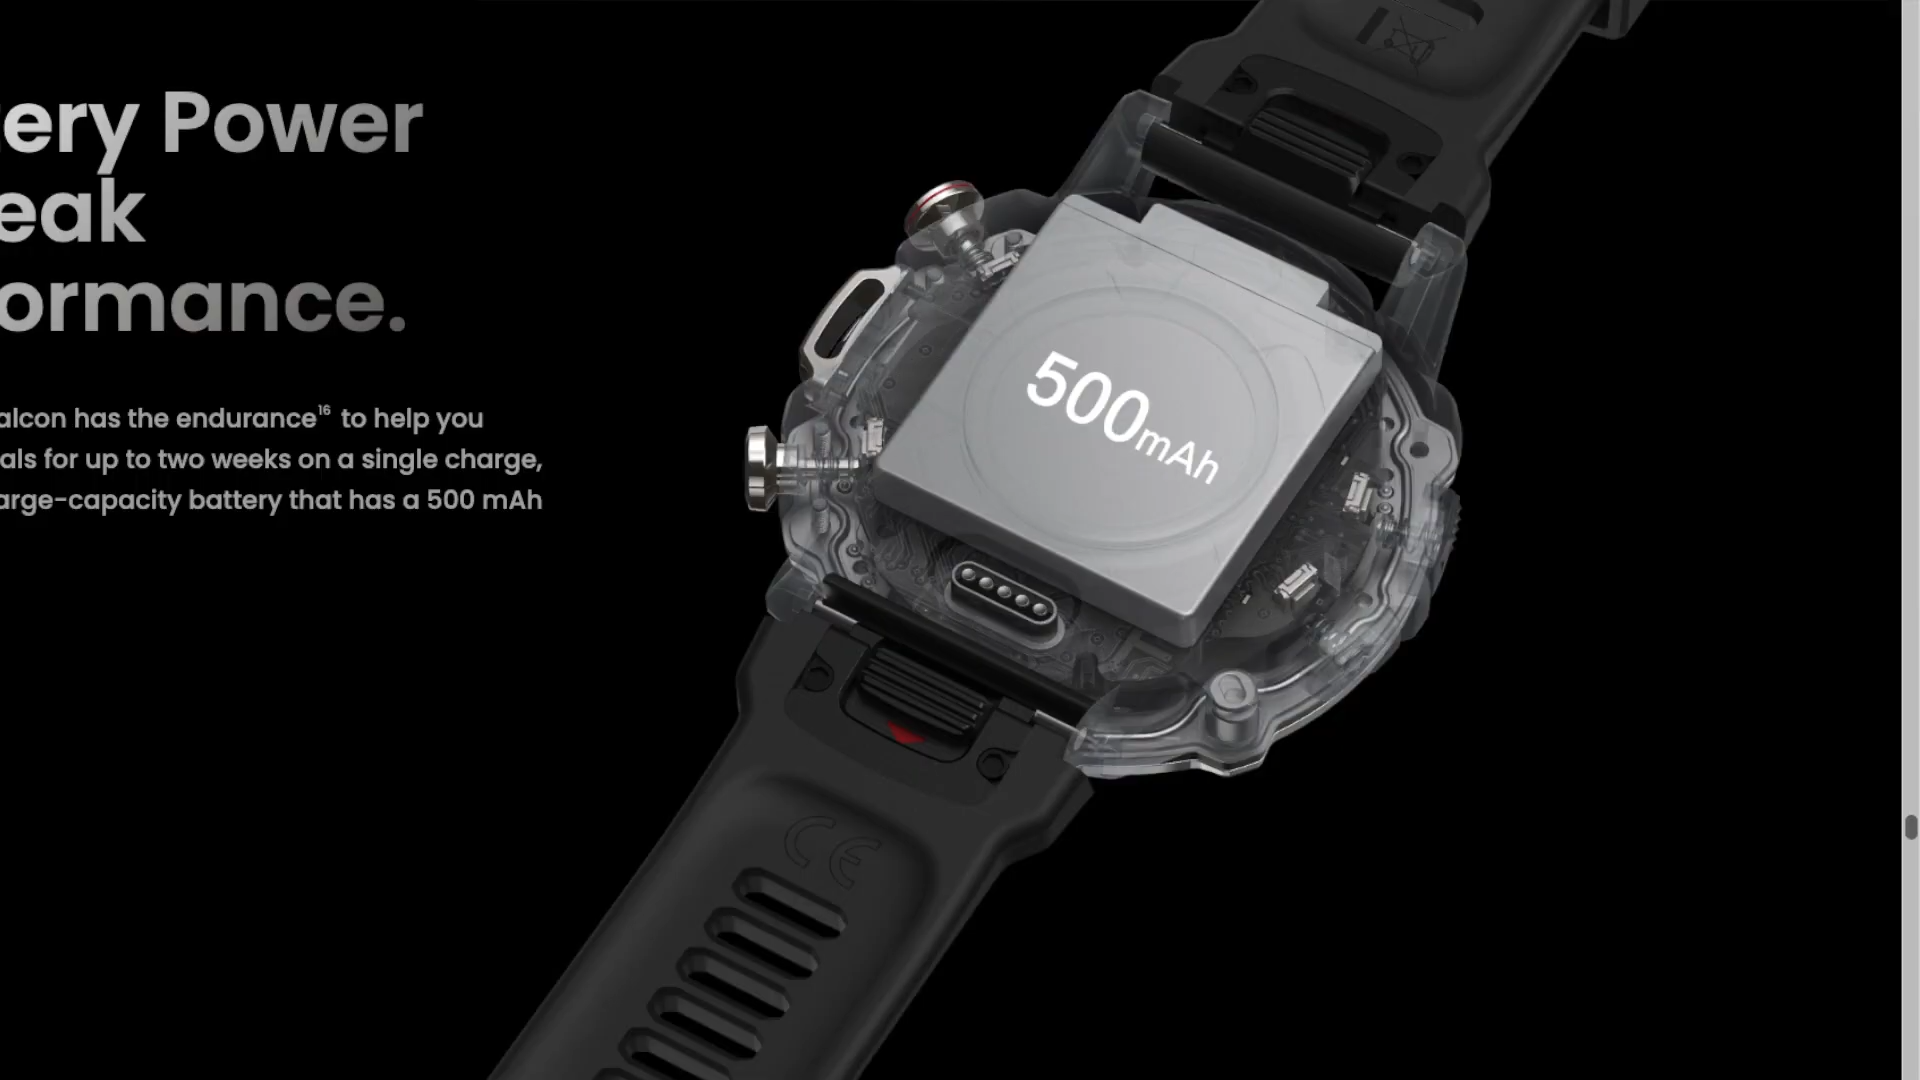 ery Power
eak
ormance.
alcon has the endurance¹⁶ to help you
als for up to two weeks on a single charge,
arge-capacity battery that has a 500 mAh
500mAh
CE